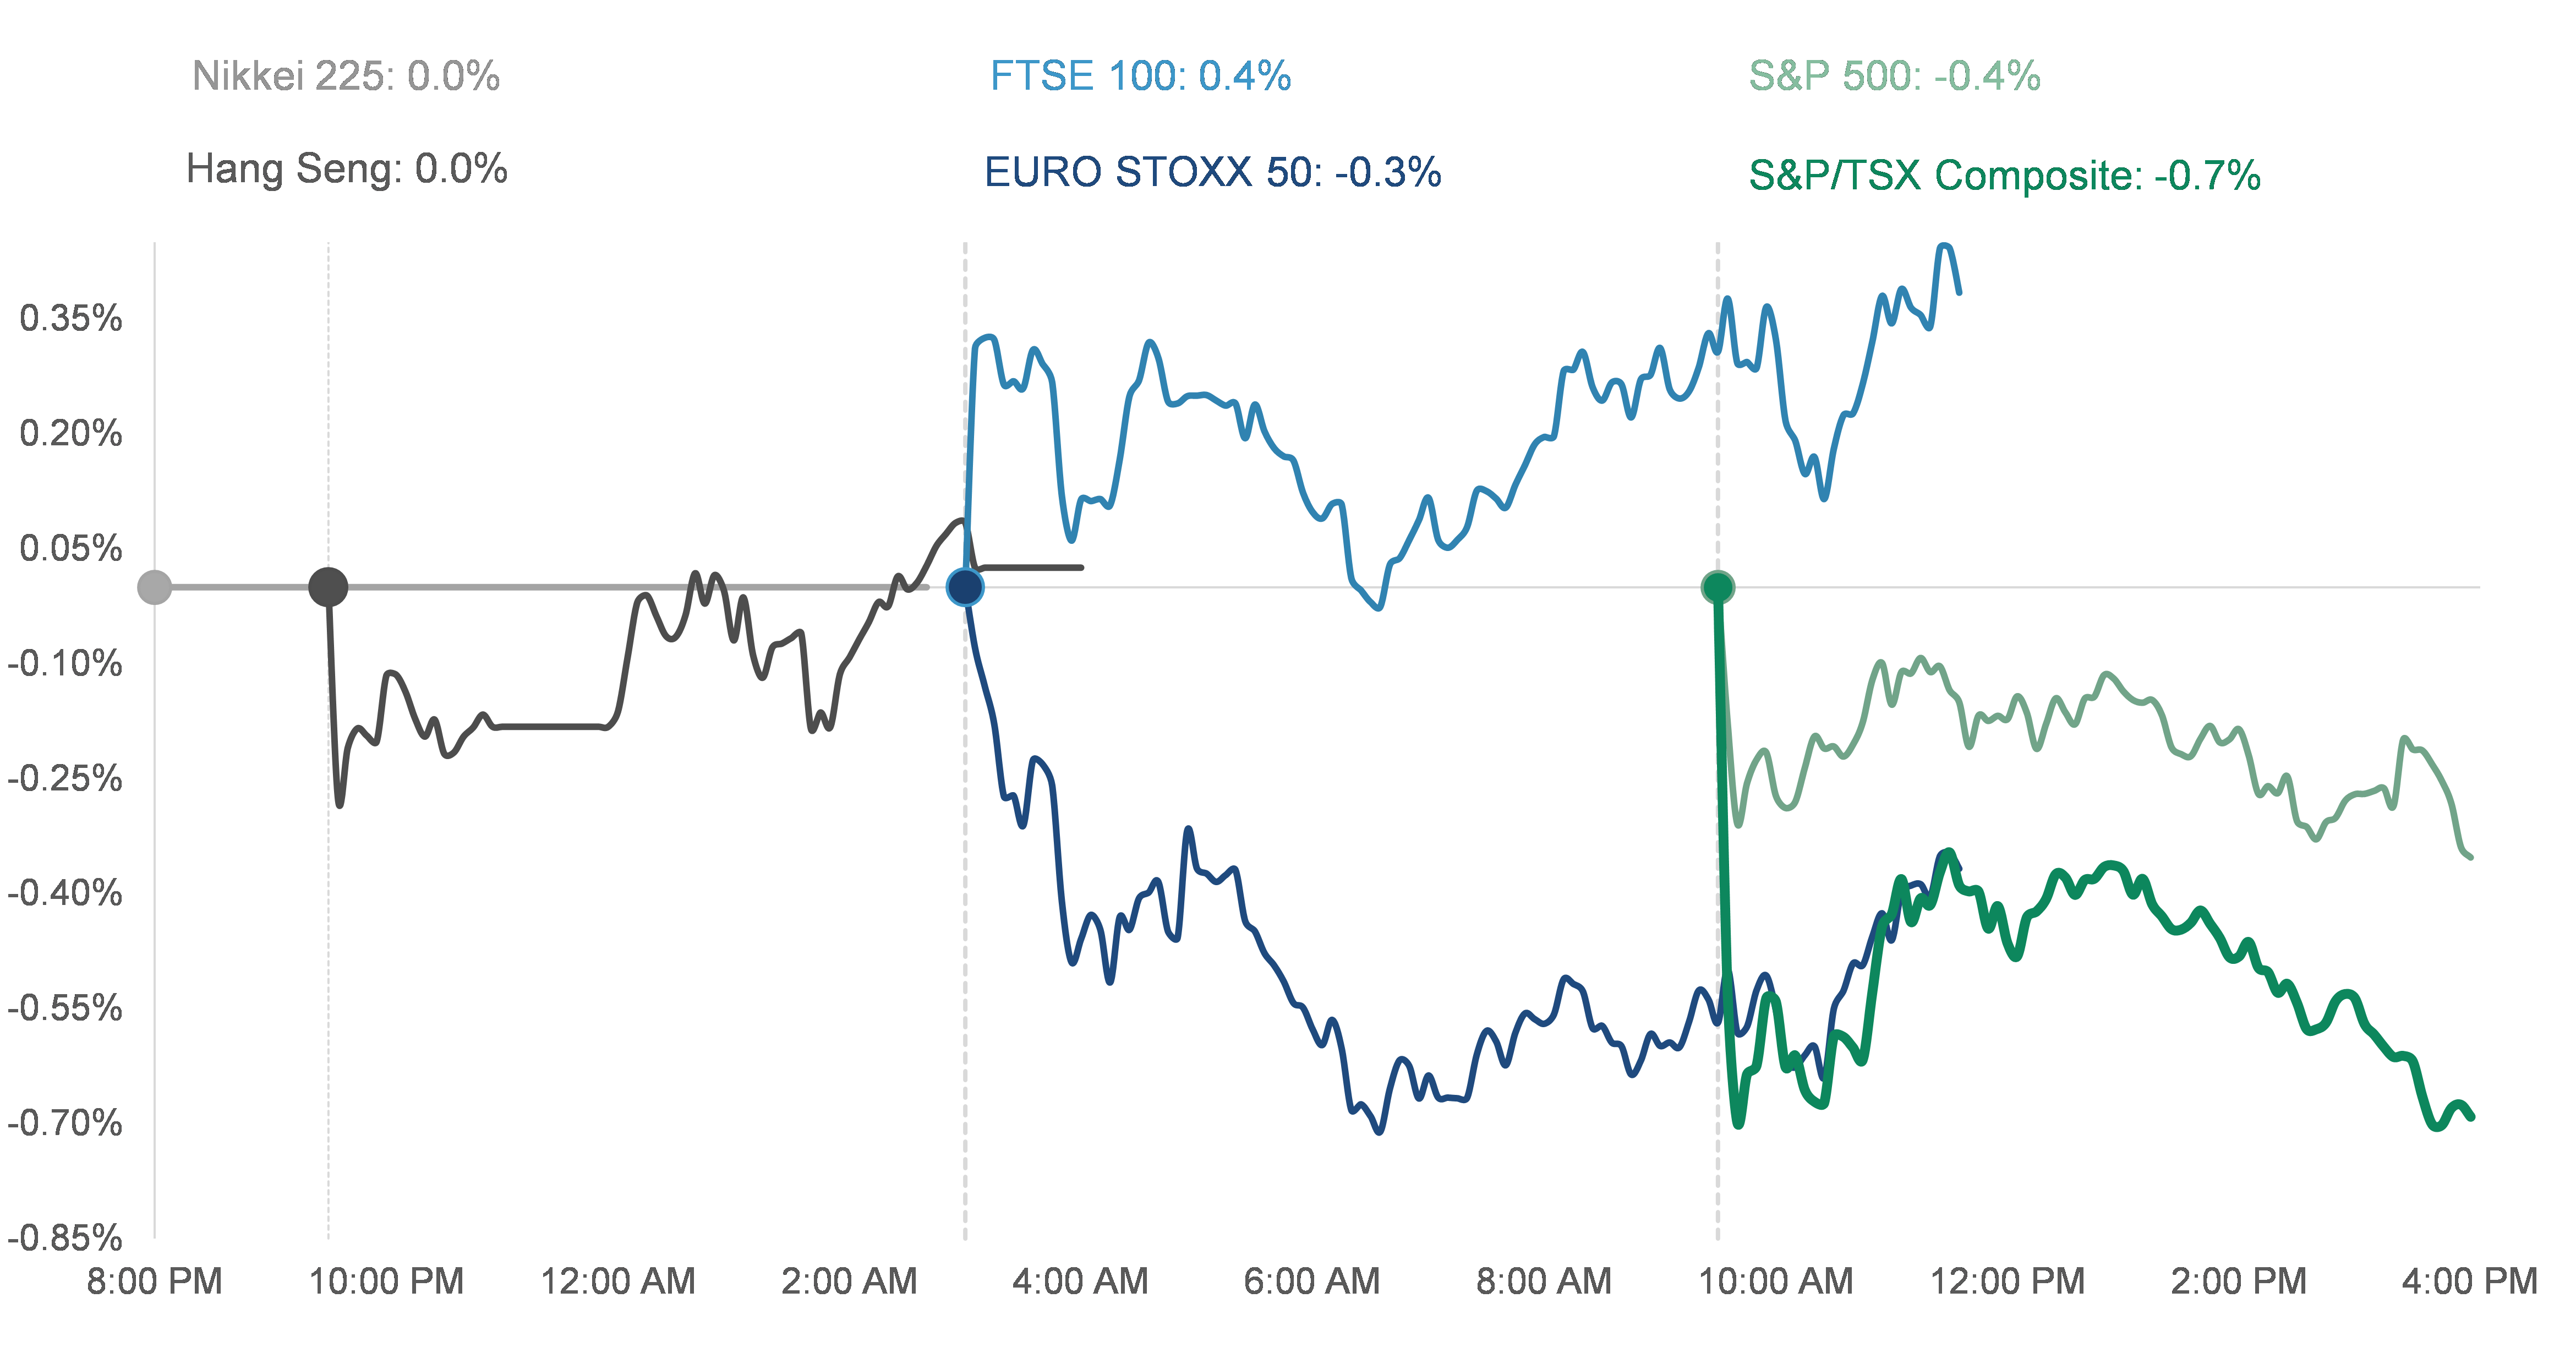 Nikkei 225: 0.0%
FTSE 100: 0.4%
S&P 500: -0.4%
Hang Seng: 0.0%
EURO STOXX 50: -0.3%
S&P/TSX Composite: -0.7%
0.35%
0.20%
0.05%
-0.10%
-0.25%
-0.40%
-0.55%
-0.70%
-0.85%
8:00 PM
10:00 PM
12:00 AM
2:00 AM
4:00 AM
6:00 AM
8:00 AM
10:00 AM
12:00 PM
2:00 PM
4:00 PM